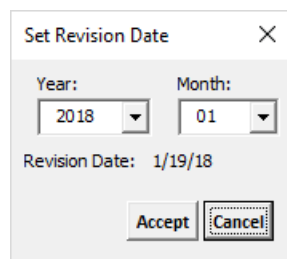 Set Revision Date
Year: Month:
2018 01
Revision Date: 1/19/18
Accept Cancel